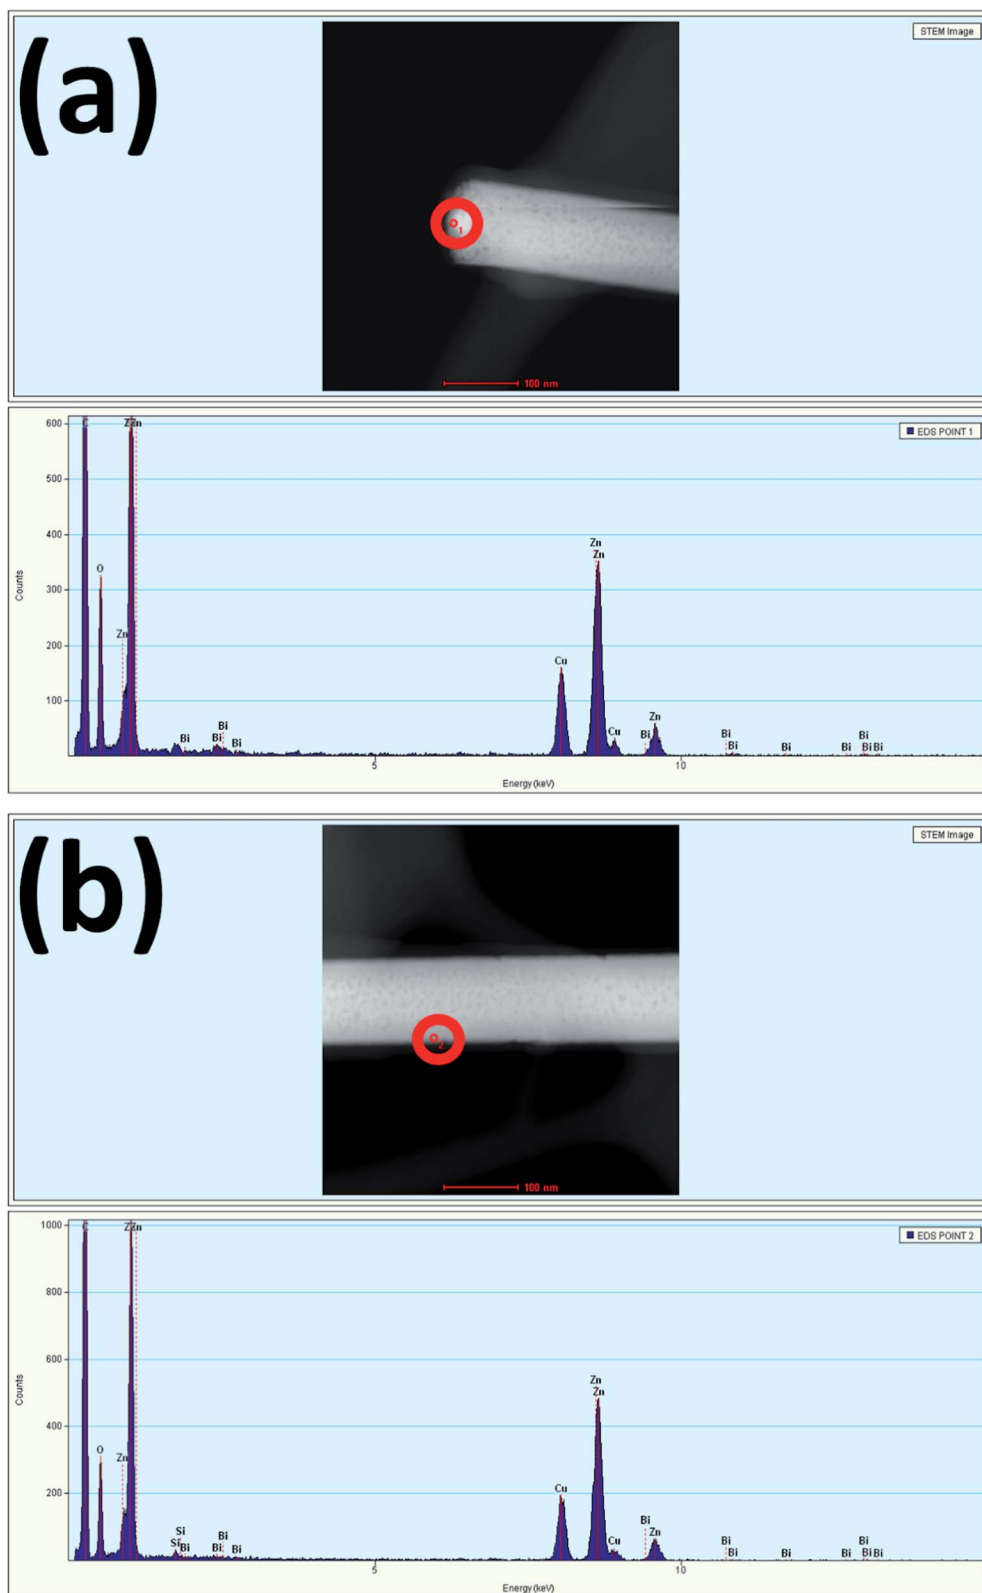 (a)
STEM Image
1
100 nm
EDS POINT 1
600
500
400
300
200
100
Counts
C
O
Zn
ZZn
Bi
Bi
Bi
Bi
Cu
Zn
Zn
Cu
Bi
Zn
Bi
Bi
Bi
Bi
Bi
Bi
Bi
5
10
Energy (keV)
(b)
STEM Image
2
100 nm
EDS POINT 2
1000
800
600
400
200
Counts
C
O
Zn
ZZn
Si
Si
Bi
Bi
Bi
Bi
Cu
Zn
Zn
Cu
Bi
Zn
Bi
Bi
Bi
Bi
Bi
Bi
Bi
5
10
Energy (keV)